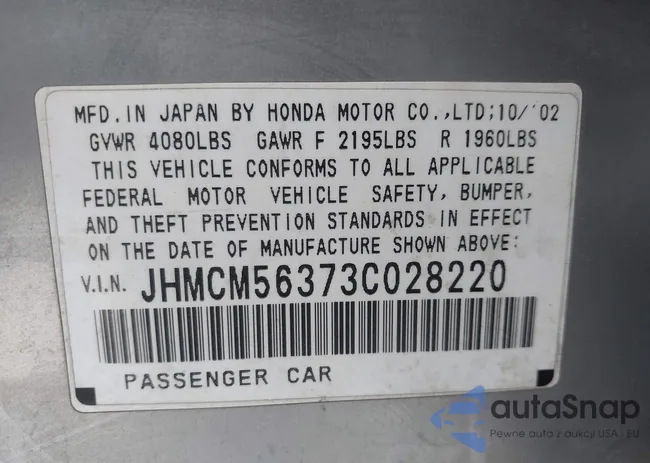 MFD. IN JAPAN BY HONDA MOTOR CO.,LTD;10/'02
GVWR 4080LBS GAWR F 2195LBS R 1960LBS
THIS VEHICLE CONFORMS TO ALL APPLICABLE
FEDERAL MOTOR VEHICLE SAFETY, BUMPER,
AND THEFT PREVENTION STANDARDS IN EFFECT
ON THE DATE OF MANUFACTURE SHOWN ABOVE:
V.I.N. JHMCM56373C028220
PASSENGER CAR
autaSnap
Pewne auta z aukcji USA i EU